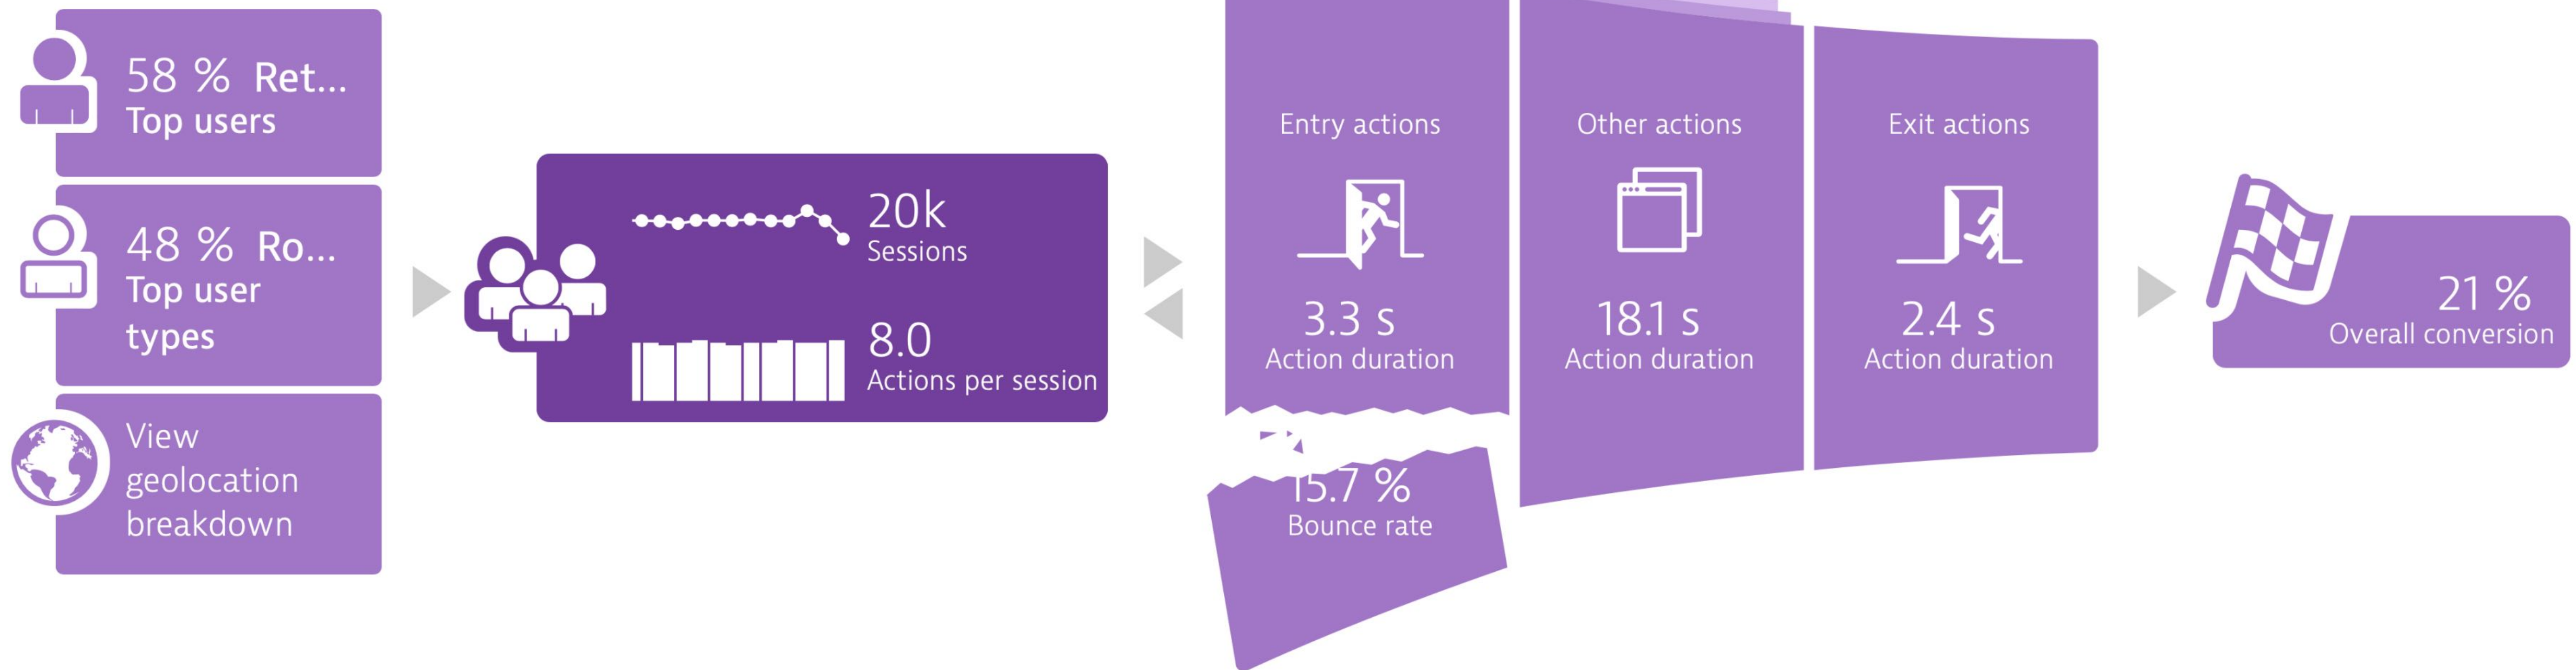 58 % Ret...
Top users
48 % Ro...
Top user
types
View
geolocation
breakdown
20k
Sessions
8.0
Actions per session
Entry actions
3.3 s
Action duration
15.7 %
Bounce rate
Other actions
18.1 s
Action duration
Exit actions
2.4 s
Action duration
21 %
Overall conversion